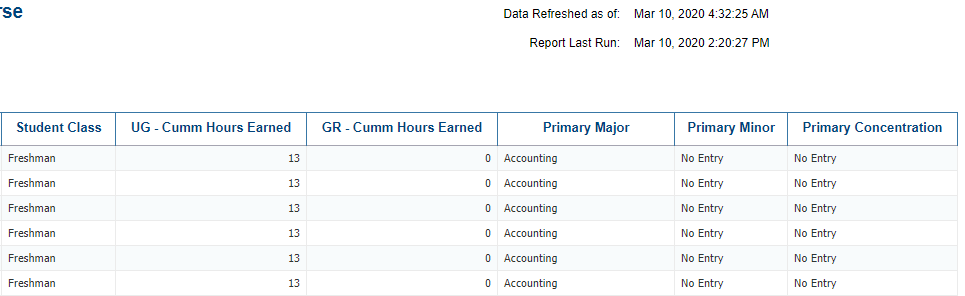 Data Refreshed as of: Mar 10, 2020 4:32:25 AM
Report Last Run: Mar 10, 2020 2:20:27 PM
Student Class UG - Cumm Hours Earned GR - Cumm Hours Earned Primary Major Primary Minor Primary Concentration
Freshman 13 0 Accounting No Entry No Entry
Freshman 13 0 Accounting No Entry No Entry
Freshman 13 0 Accounting No Entry No Entry
Freshman 13 0 Accounting No Entry No Entry
Freshman 13 0 Accounting No Entry No Entry
Freshman 13 0 Accounting No Entry No Entry